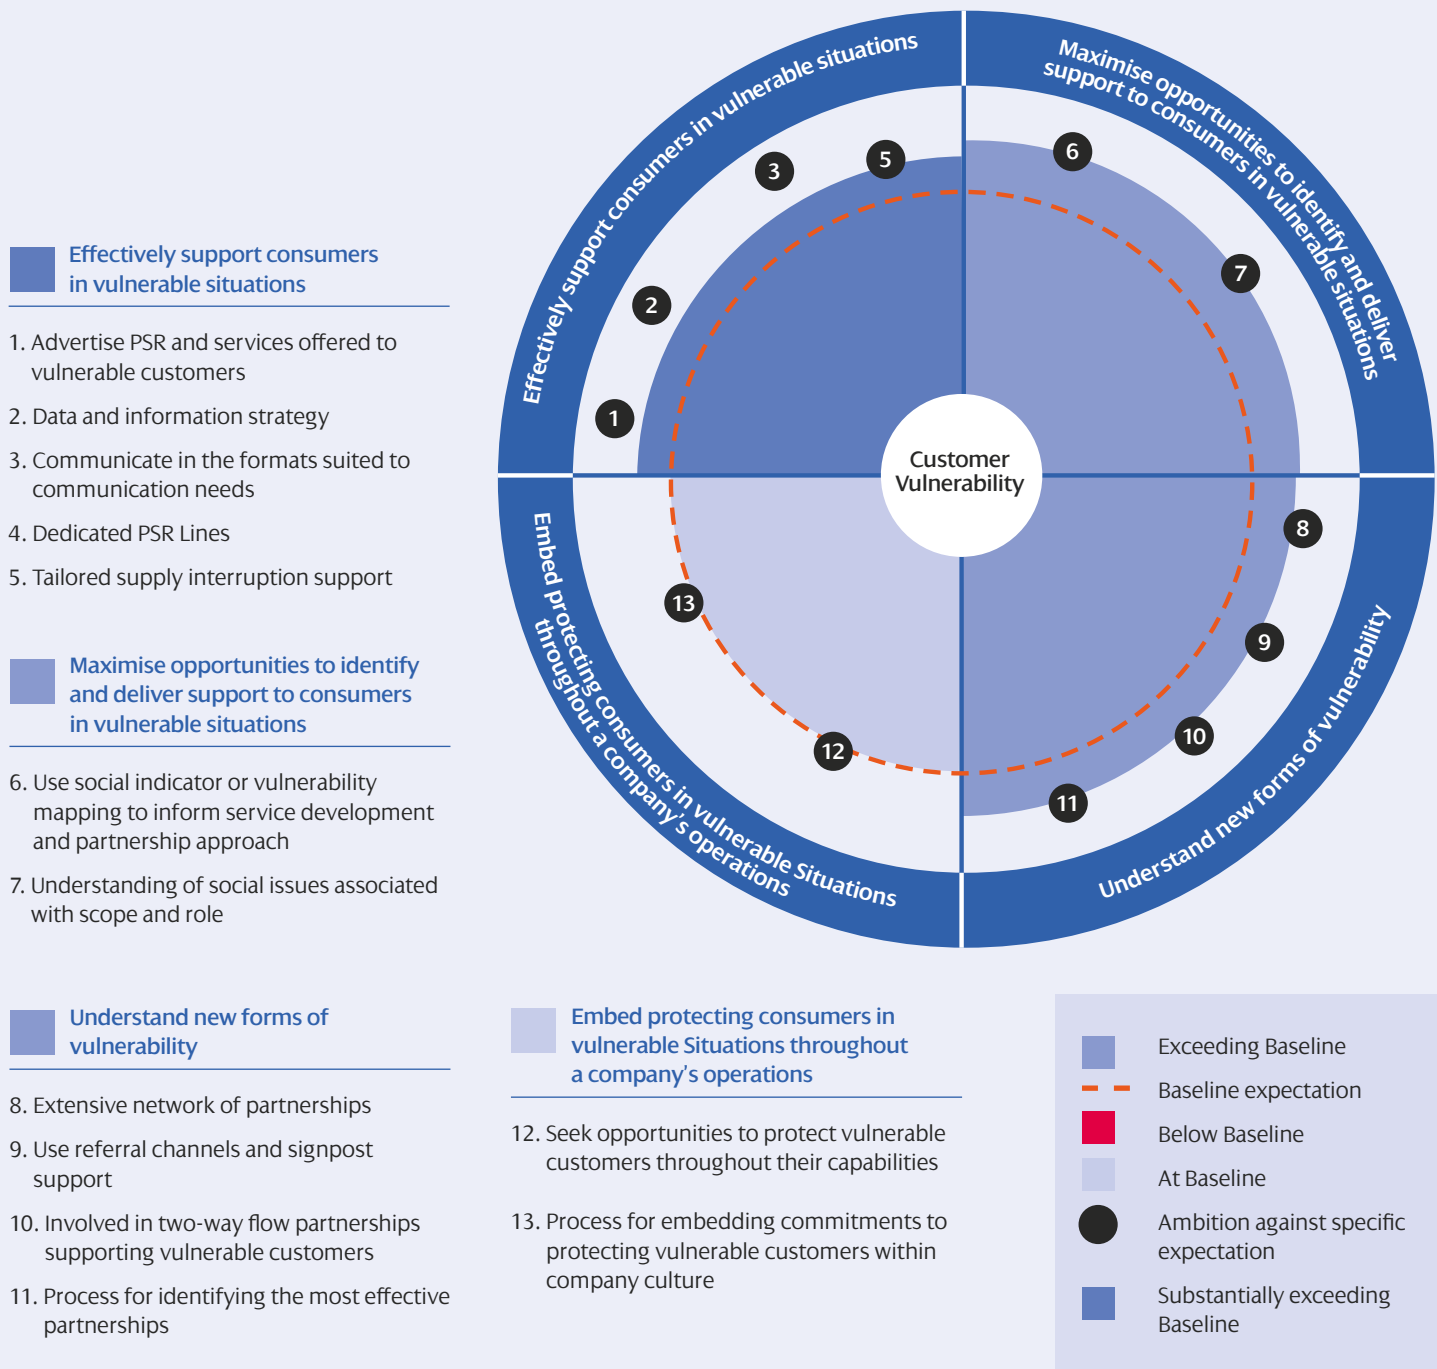 Effectively support consumers in vulnerable situations
Maximise opportunities to identify and deliver
support to consumers in vulnerable situations
Understand new forms of vulnerability
Embed protecting consumers in vulnerable Situations
throughout a company's operations
Customer
Vulnerability
1
2
3
5
6
7
8
9
10
11
12
13
Effectively support consumers
in vulnerable situations
1. Advertise PSR and services offered to
vulnerable customers
2. Data and information strategy
3. Communicate in the formats suited to
communication needs
4. Dedicated PSR Lines
5. Tailored supply interruption support
Maximise opportunities to identify
and deliver support to consumers
in vulnerable situations
6. Use social indicator or vulnerability
mapping to inform service development
and partnership approach
7. Understanding of social issues associated
with scope and role
Understand new forms of
vulnerability
8. Extensive network of partnerships
9. Use referral channels and signpost
support
10. Involved in two-way flow partnerships
supporting vulnerable customers
11. Process for identifying the most effective
partnerships
Embed protecting consumers in
vulnerable Situations throughout
a company's operations
12. Seek opportunities to protect vulnerable
customers throughout their capabilities
13. Process for embedding commitments to
protecting vulnerable customers within
company culture
Exceeding Baseline
Baseline expectation
Below Baseline
At Baseline
Ambition against specific
expectation
Substantially exceeding
Baseline